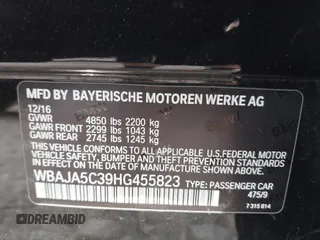 MFD BY BAYERISCHE MOTOREN WERKE AG
12/16
GVWR 4850 lbs 2200 kg
GAWR FRONT 2299 lbs 1043 kg
GAWR REAR 2745 lbs 1245 kg
THIS VEHICLE CONFORMS TO ALL APPLICABLE U.S.
FEDERAL MOTOR VEHICLE SAFETY, BUMPER, AND
THEFT PREVENTION STANDARDS IN EFFECT ON THE
DATE OF MANUFACTURE SHOWN ABOVE.
WBAJA5C39HG455823 TYPE: PASSENGER CAR
475/9
7 315 814
DREAMBID